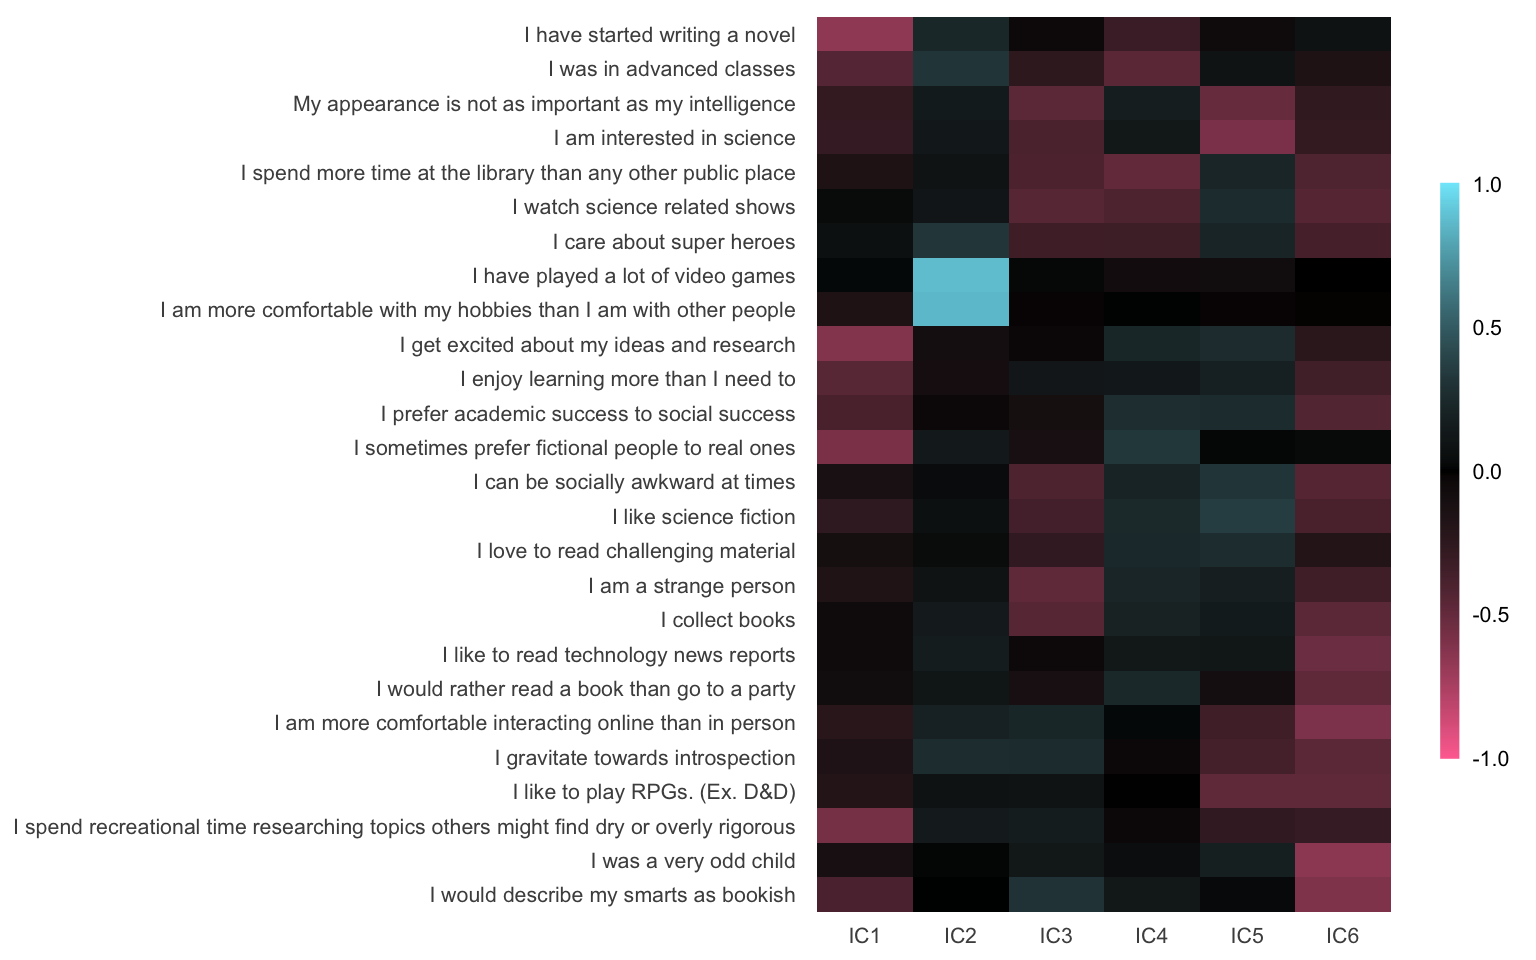 I have started writing a novel
I was in advanced classes
My appearance is not as important as my intelligence
I am interested in science
I spend more time at the library than any other public place
I watch science related shows
I care about super heroes
I have played a lot of video games
I am more comfortable with my hobbies than I am with other people
I get excited about my ideas and research
I enjoy learning more than I need to
I prefer academic success to social success
I sometimes prefer fictional people to real ones
I can be socially awkward at times
I like science fiction
I love to read challenging material
I am a strange person
I collect books
I like to read technology news reports
I would rather read a book than go to a party
I am more comfortable interacting online than in person
I gravitate towards introspection
I like to play RPGs. (Ex. D&D)
I spend recreational time researching topics others might find dry or overly rigorous
I was a very odd child
I would describe my smarts as bookish
IC1 IC2 IC3 IC4 IC5 IC6
1.0
0.5
0.0
-0.5
-1.0